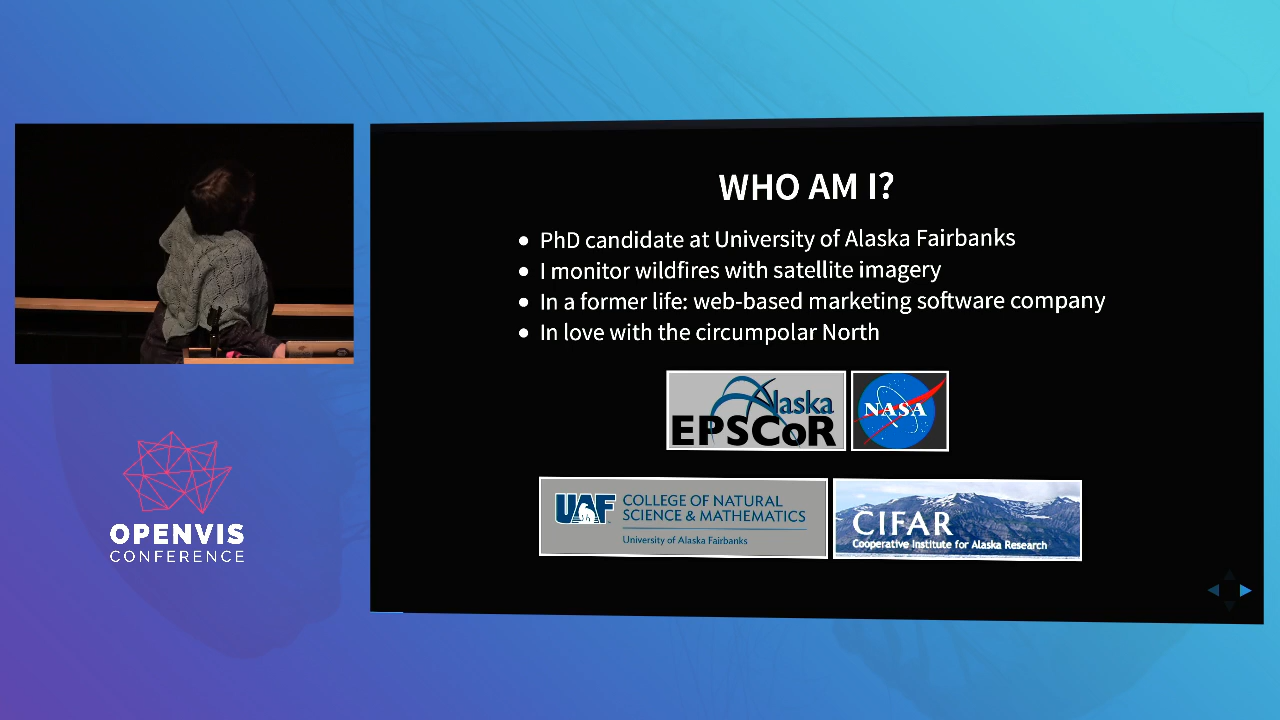 WHO AM I?
PhD candidate at University of Alaska Fairbanks
I monitor wildfires with satellite imagery
In a former life: web-based marketing software company
In love with the circumpolar North
Alaska
EPSCoR
NASA
UAF
COLLEGE OF NATURAL
SCIENCE & MATHEMATICS
University of Alaska Fairbanks
CIFAR
Cooperative Institute for Alaska Research
OPENVIS
CONFERENCE